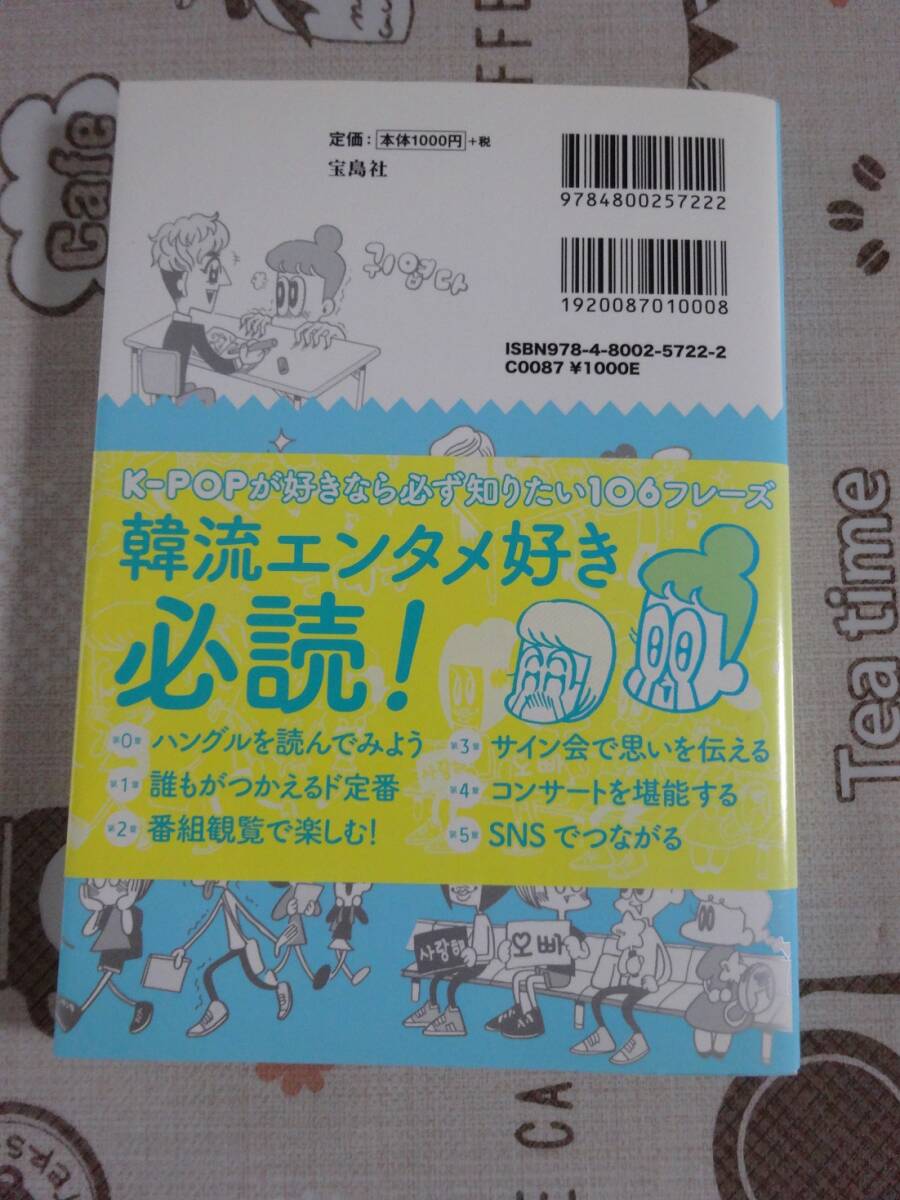 定価：本体1000円+税
宝島社
9784800257222
1920087010008
ISBN978-4-8002-5722-2
C0087 ¥1000E
귀엽다
K-POPが好きなら必ず知りたい106フレーズ
韓流エンタメ好き
必読！
第0章 ハングルを読んでみよう
第1章 誰もがつかえるド定番
第2章 番組観覧で楽しむ！
第3章 サイン会で思いを伝える
第4章 コンサートを堪能する
第5章 SNSでつながる
사랑해
오빠
Cafe
Tea time